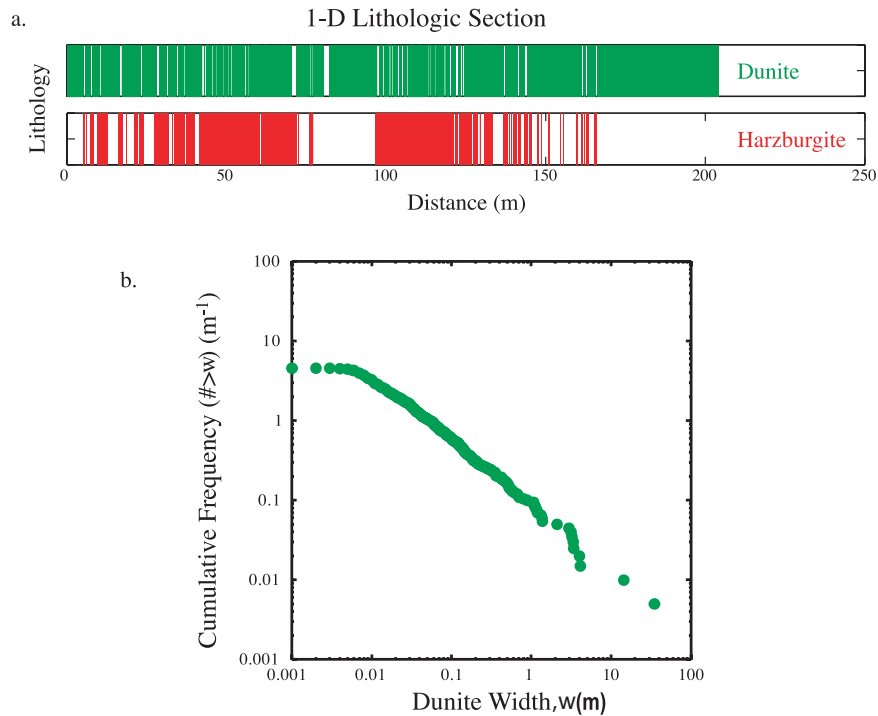 a.
1-D Lithologic Section
Lithology
Dunite
Harzburgite
0 50 100 150 200 250
Distance (m)
b.
Cumulative Frequency (#>w) (m⁻¹)
100
10
1
0.1
0.01
0.001
0.001 0.01 0.1 1 10 100
Dunite Width,w(m)